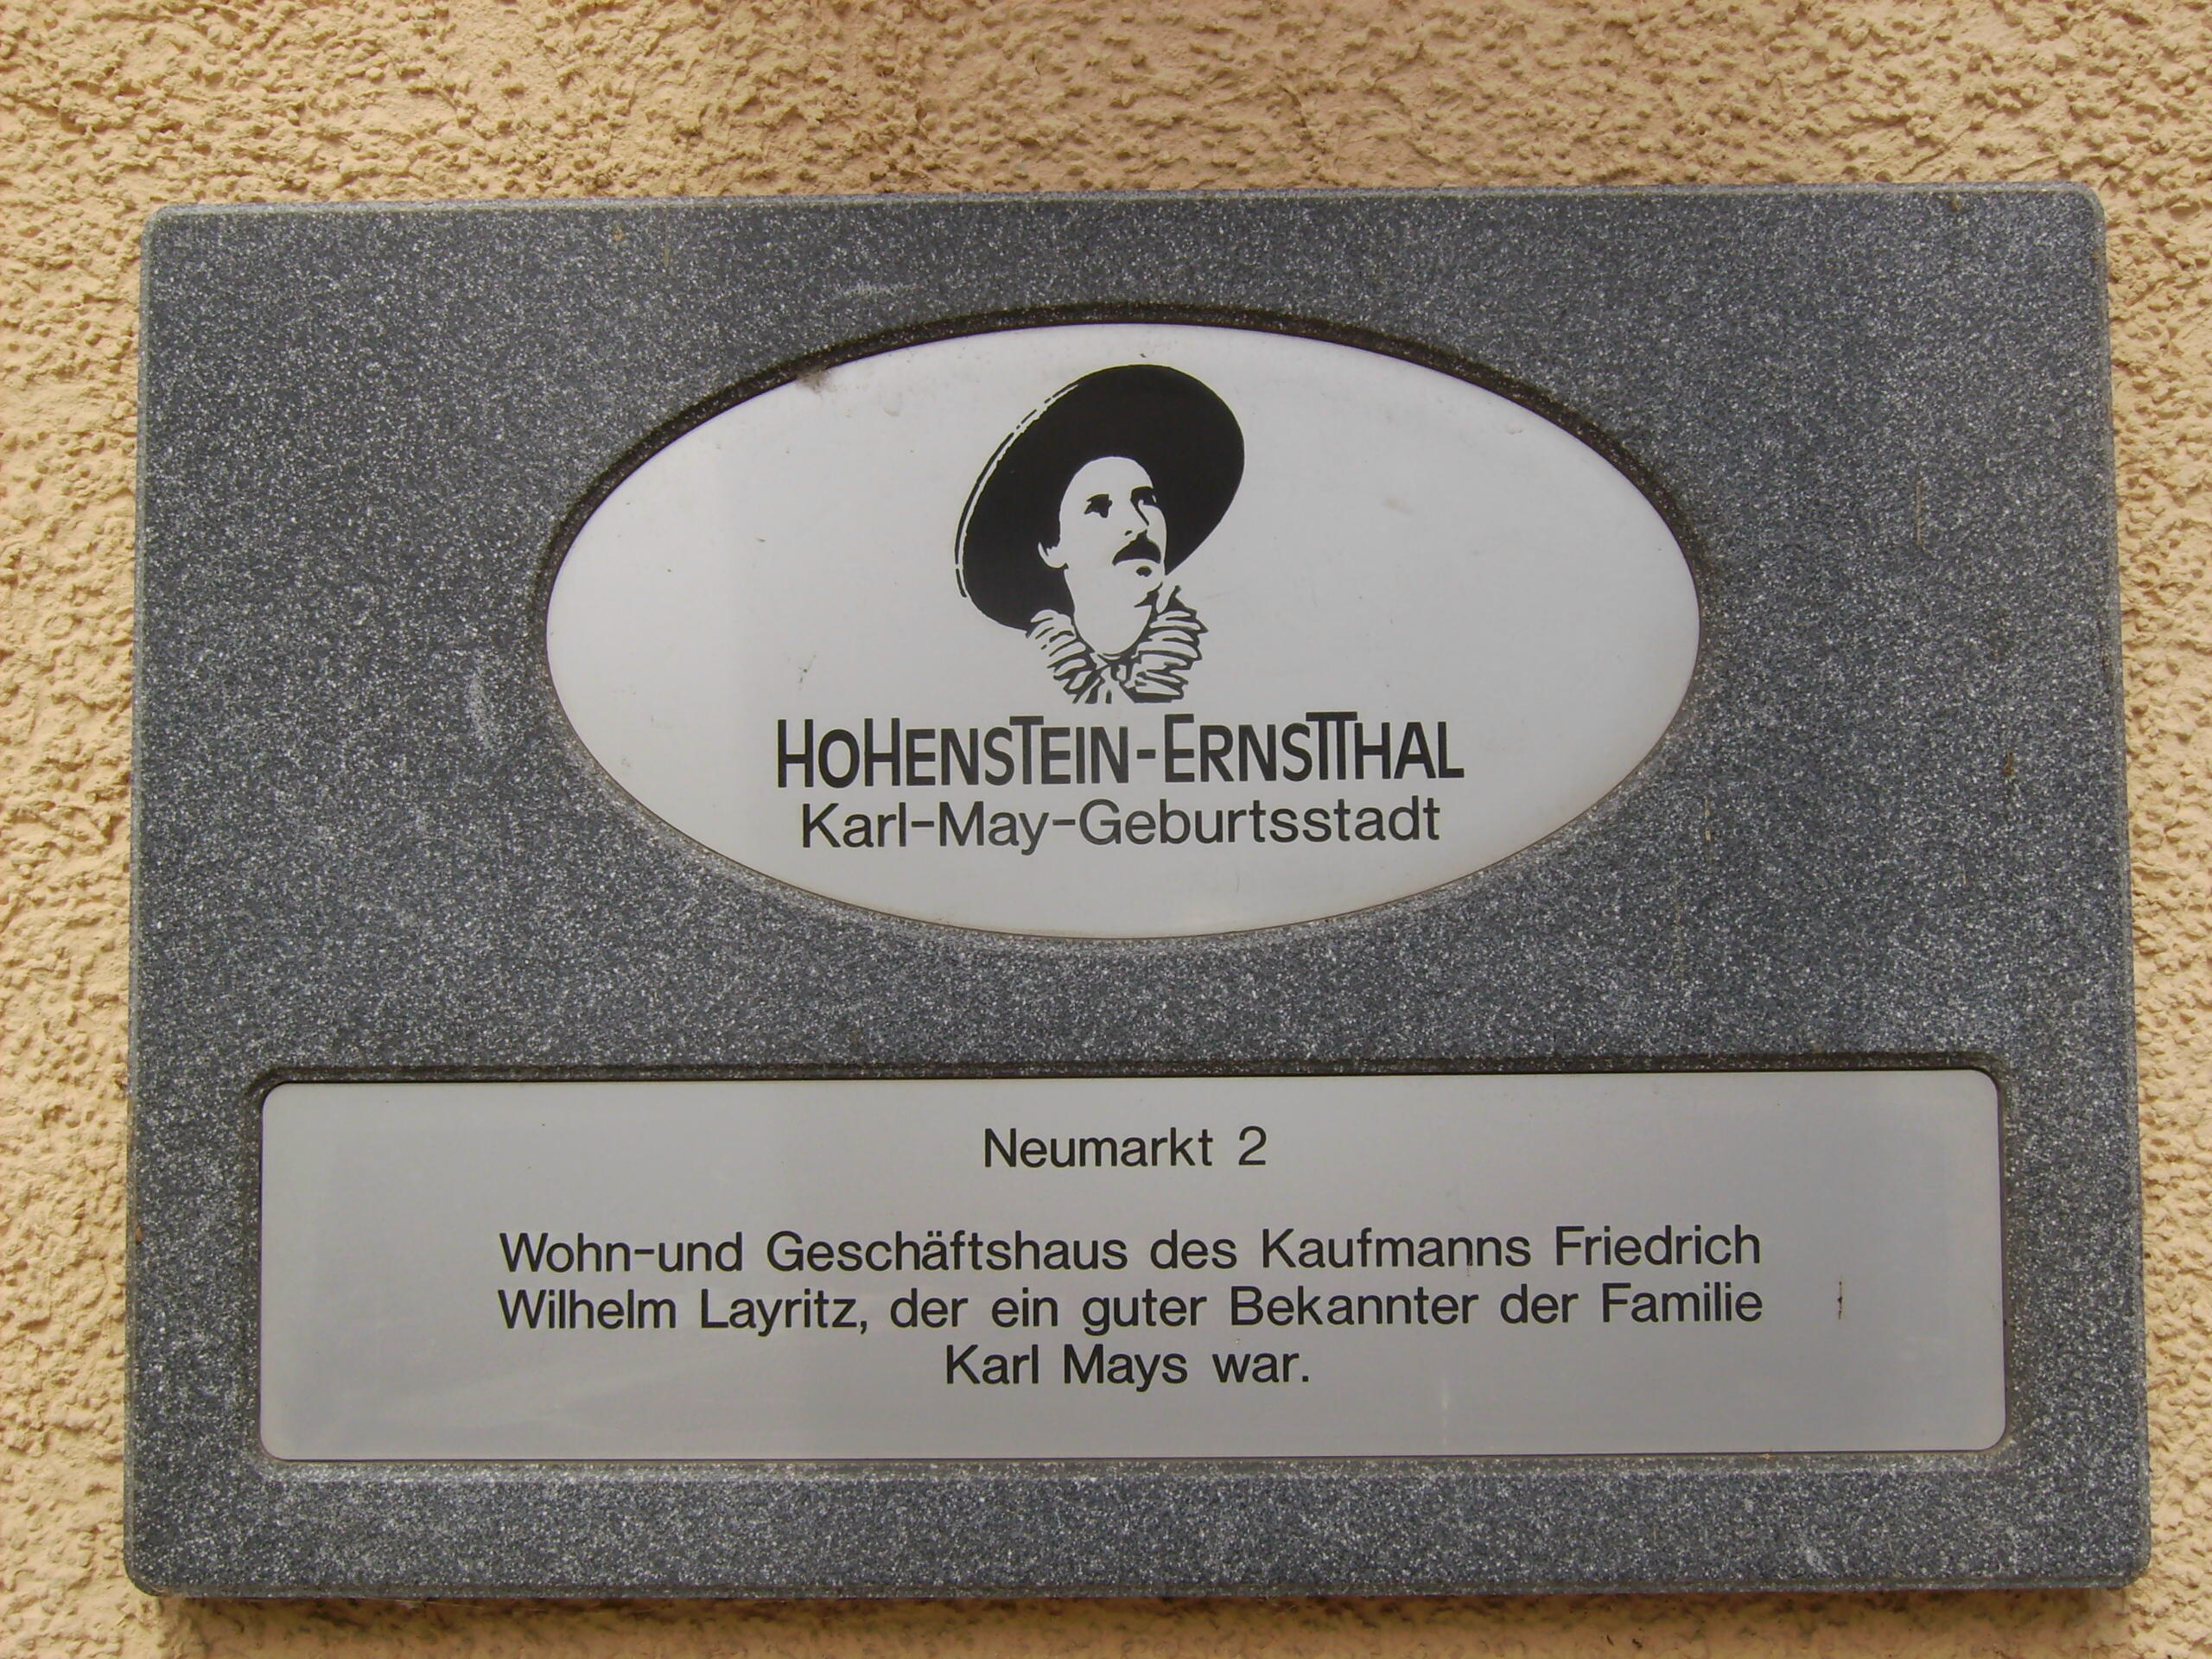 HOHENSTEIN-ERNSTTHAL
Karl-May-Geburtsstadt
Neumarkt 2
Wohn-und Geschäftshaus des Kaufmanns Friedrich
Wilhelm Layritz, der ein guter Bekannter der Familie
Karl Mays war.